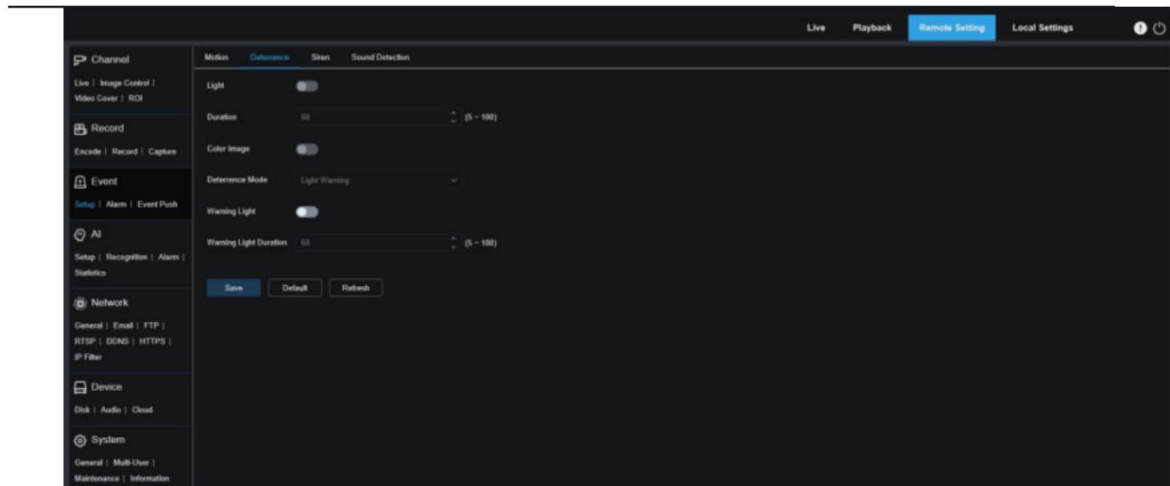 Live Playback Remote Setting Local Settings
Channel
Live | Image Control |
Video Cover | ROI
Record
Encode | Record | Capture
Event
Setup | Alarm | Event Push
AI
Setup | Recognition | Alarm |
Statistics
Network
General | Email | FTP |
RTSP | DDNS | HTTPS |
IP Filter
Device
Disk | Audio | Cloud
System
General | Multi-User |
Maintenance | Information
Motion Deterrence Siren Sound Detection
Light
Duration 60 (5 ~ 180)
Color Image
Deterrence Mode Light Warning
Warning Light
Warning Light Duration 60 (5 ~ 180)
Save Default Refresh